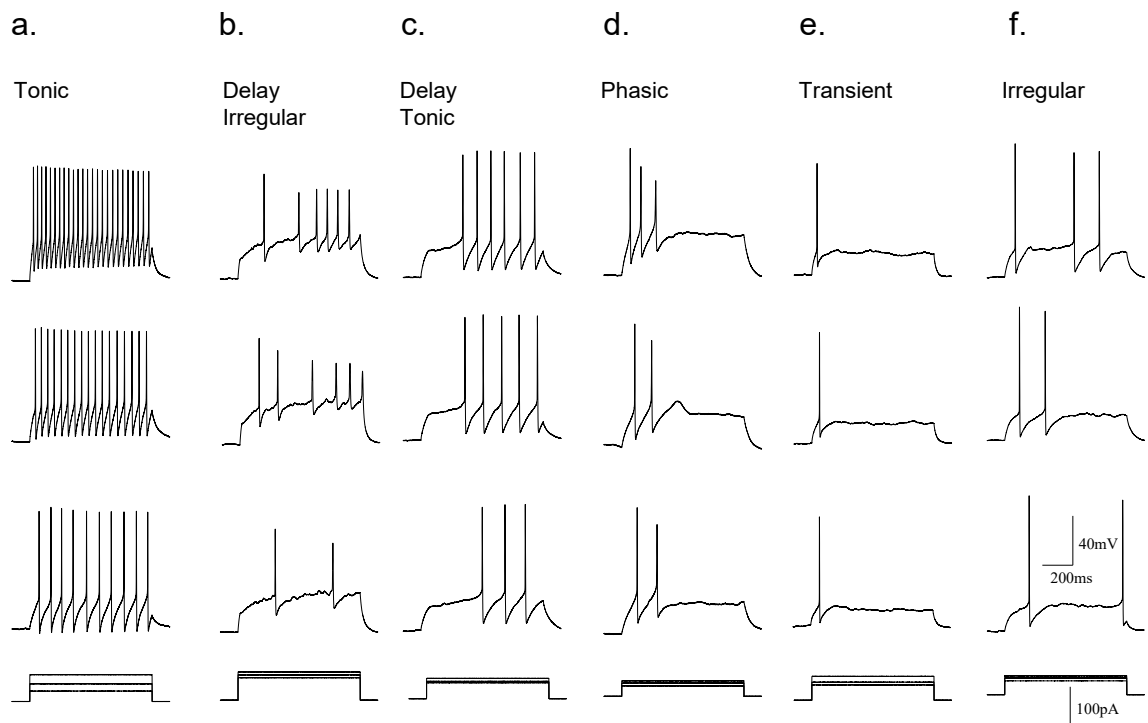 a.
b.
c.
d.
e.
f.
Tonic
Delay
Irregular
Delay
Tonic
Phasic
Transient
Irregular
40mV
200ms
100pA